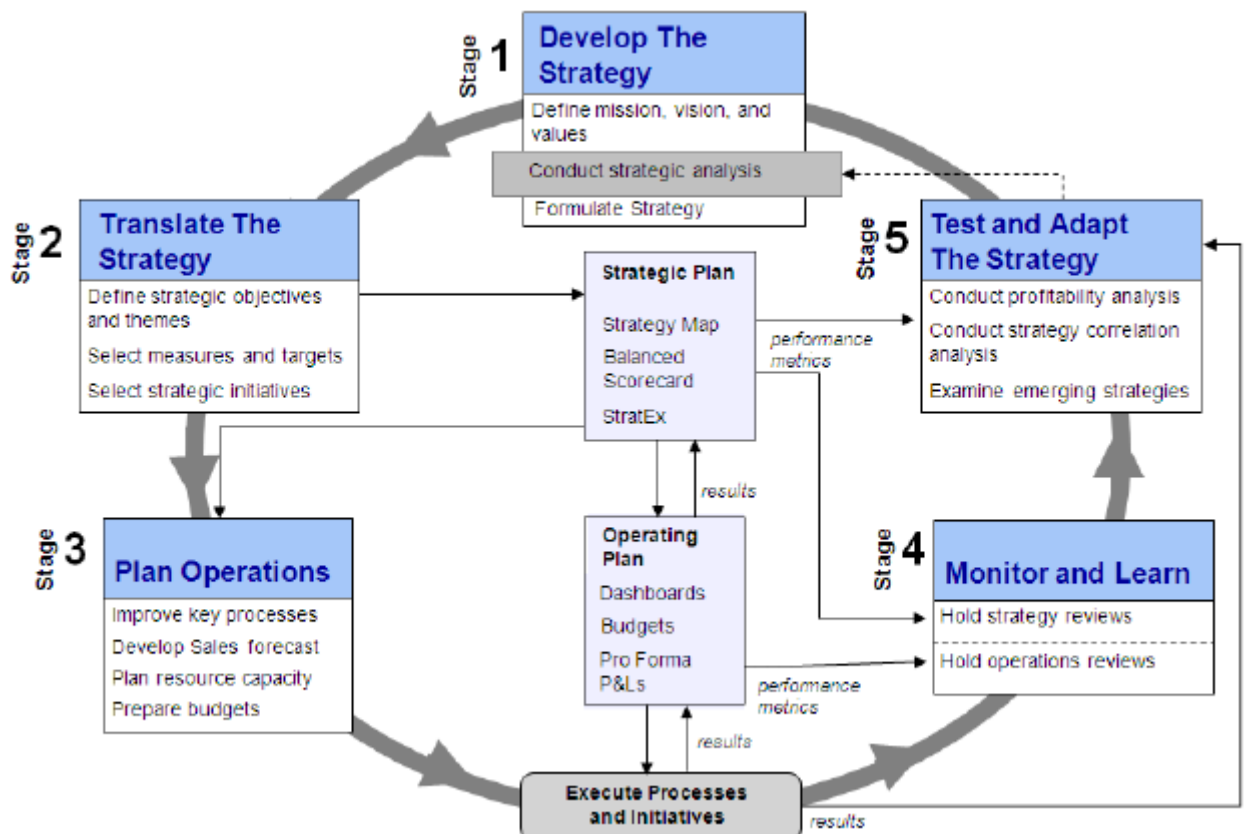 Stage 1
Develop The
Strategy
Define mission, vision, and
values
Conduct strategic analysis
Formulate Strategy
Stage 2
Translate The
Strategy
Define strategic objectives
and themes
Select measures and targets
Select strategic initiatives
Strategic Plan
Strategy Map
Balanced
Scorecard
StratEx
performance
metrics
Stage 5
Test and Adapt
The Strategy
Conduct profitability analysis
Conduct strategy correlation
analysis
Examine emerging strategies
results
Stage 3
Plan Operations
Improve key processes
Develop Sales forecast
Plan resource capacity
Prepare budgets
Operating
Plan
Dashboards
Budgets
Pro Forma
P&Ls
performance
metrics
results
Stage 4
Monitor and Learn
Hold strategy reviews
Hold operations reviews
Execute Processes
and Initiatives
results